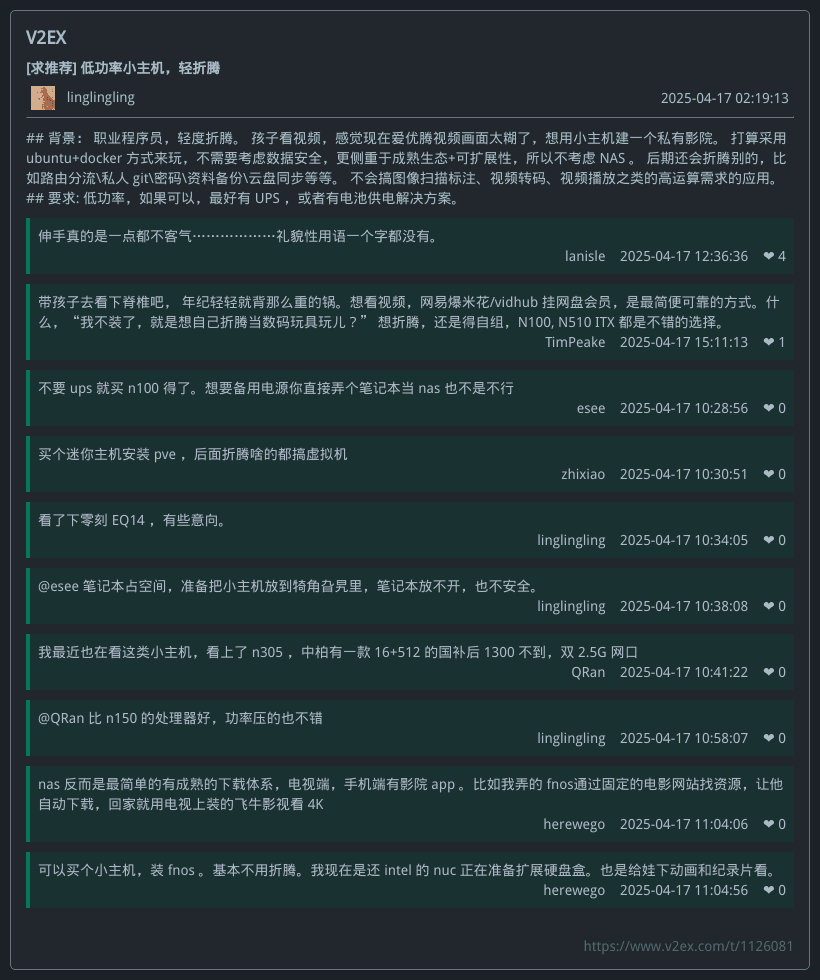 V2EX
[求推荐] 低功率小主机，轻折腾
linglingling 2025-04-17 02:19:13
## 背景： 职业程序员，轻度折腾。 孩子看视频，感觉现在爱优腾视频画面太糊了，想用小主机建一个私有影院。 打算采用
ubuntu+docker 方式来玩，不需要考虑数据安全，更侧重于成熟生态+可扩展性，所以不考虑 NAS 。 后期还会折腾别的，比
如路由分流\私人 git\密码\资料备份\云盘同步等等。 不会搞图像扫描标注、视频转码、视频播放之类的高运算需求的应用。
## 要求: 低功率，如果可以，最好有 UPS ，或者有电池供电解决方案。
伸手真的是一点都不客气………………礼貌性用语一个字都没有。
lanisle 2025-04-17 12:36:36 ❤ 4
带孩子去看下脊椎吧， 年纪轻轻就背那么重的锅。想看视频，网易爆米花/vidhub 挂网盘会员，是最简便可靠的方式。什
么，“我不装了，就是想自己折腾当数码玩具玩儿？” 想折腾，还是得自组，N100, N510 ITX 都是不错的选择。
TimPeake 2025-04-17 15:11:13 ❤ 1
不要 ups 就买 n100 得了。想要备用电源你直接弄个笔记本当 nas 也不是不行
esee 2025-04-17 10:28:56 ❤ 0
买个迷你主机安装 pve ，后面折腾啥的都搞虚拟机
zhixiao 2025-04-17 10:30:51 ❤ 0
看了下零刻 EQ14 ，有些意向。
linglingling 2025-04-17 10:34:05 ❤ 0
@esee 笔记本占空间，准备把小主机放到犄角旮旯里，笔记本放不开，也不安全。
linglingling 2025-04-17 10:38:08 ❤ 0
我最近也在看这类小主机，看上了 n305 ，中柏有一款 16+512 的国补后 1300 不到，双 2.5G 网口
QRan 2025-04-17 10:41:22 ❤ 0
@QRan 比 n150 的处理器好，功率压的也不错
linglingling 2025-04-17 10:58:07 ❤ 0
nas 反而是最简单的有成熟的下载体系，电视端，手机端有影院 app 。比如我弄的 fnos通过固定的电影网站找资源，让他
自动下载，回家就用电视上装的飞牛影视看 4K
herewego 2025-04-17 11:04:06 ❤ 0
可以买个小主机，装 fnos 。基本不用折腾。我现在是还 intel 的 nuc 正在准备扩展硬盘盒。也是给娃下动画和纪录片看。
herewego 2025-04-17 11:04:56 ❤ 0
https://www.v2ex.com/t/1126081